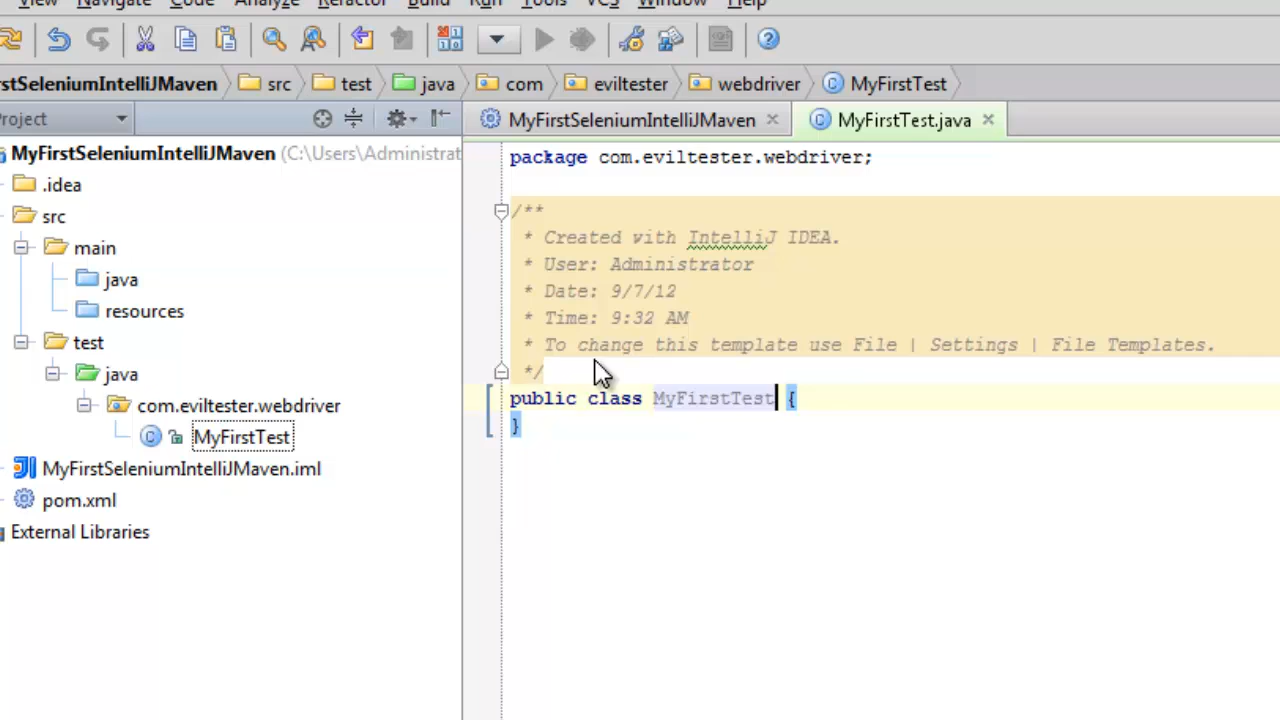 View Navigate Code Analyze Refactor Build Run Tools VCS Window Help
rstSeleniumIntelliJMaven src test java com eviltester webdriver MyFirstTest
Project
MyFirstSeleniumIntelliJMaven MyFirstTest.java
MyFirstSeleniumIntelliJMaven (C:\Users\Administrat
.idea
src
main
java
resources
test
java
com.eviltester.webdriver
MyFirstTest
MyFirstSeleniumIntelliJMaven.iml
pom.xml
External Libraries
package com.eviltester.webdriver;
/**
* Created with IntelliJ IDEA.
* User: Administrator
* Date: 9/7/12
* Time: 9:32 AM
* To change this template use File | Settings | File Templates.
*/
public class MyFirstTest {
}